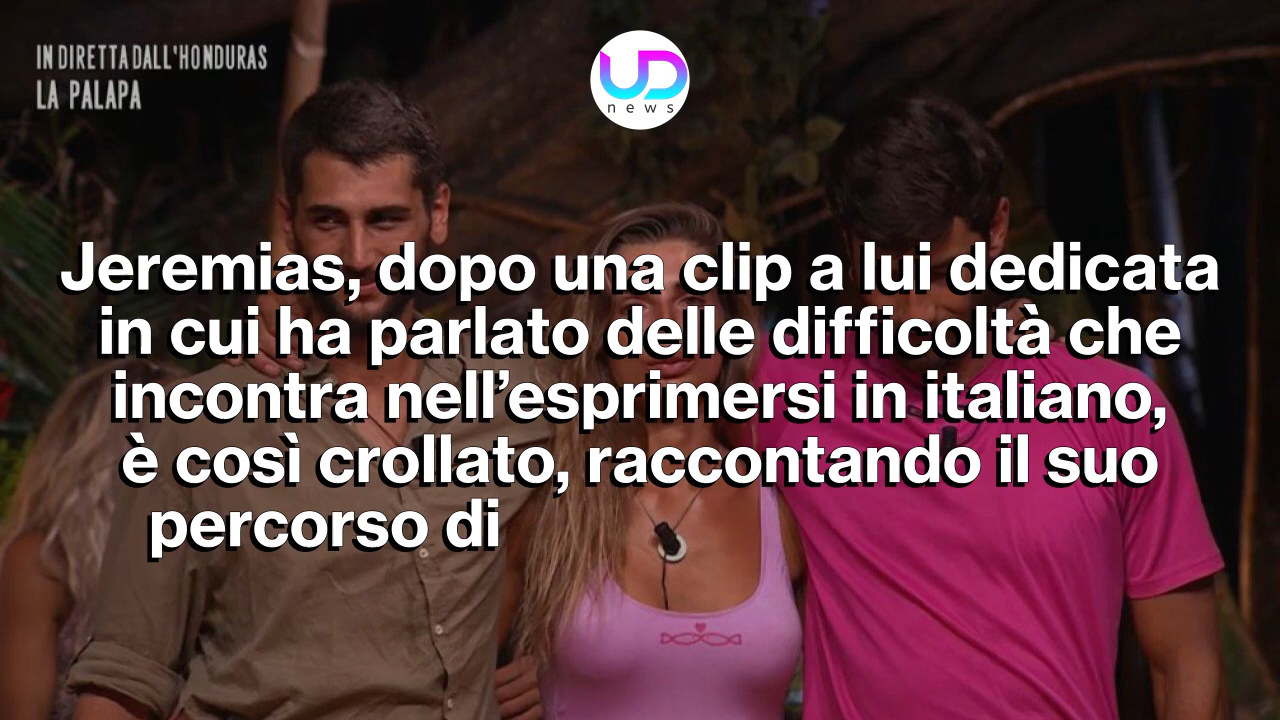 IN DIRETTA DALL'HONDURAS
LA PALAPA
UD
news
Jeremias, dopo una clip a lui dedicata
in cui ha parlato delle difficoltà che
incontra nell’esprimersi in italiano,
è così crollato, raccontando il suo
percorso di